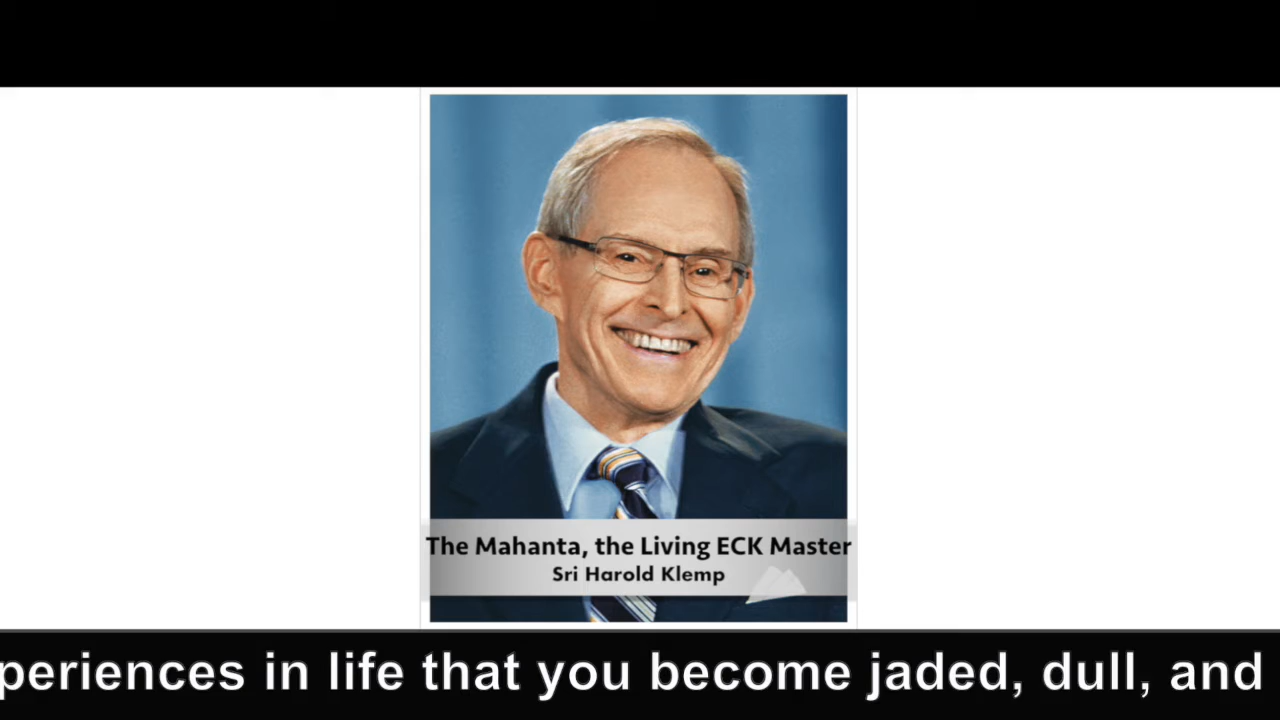 The Mahanta, the Living ECK Master
Sri Harold Klemp
periences in life that you become jaded, dull, and